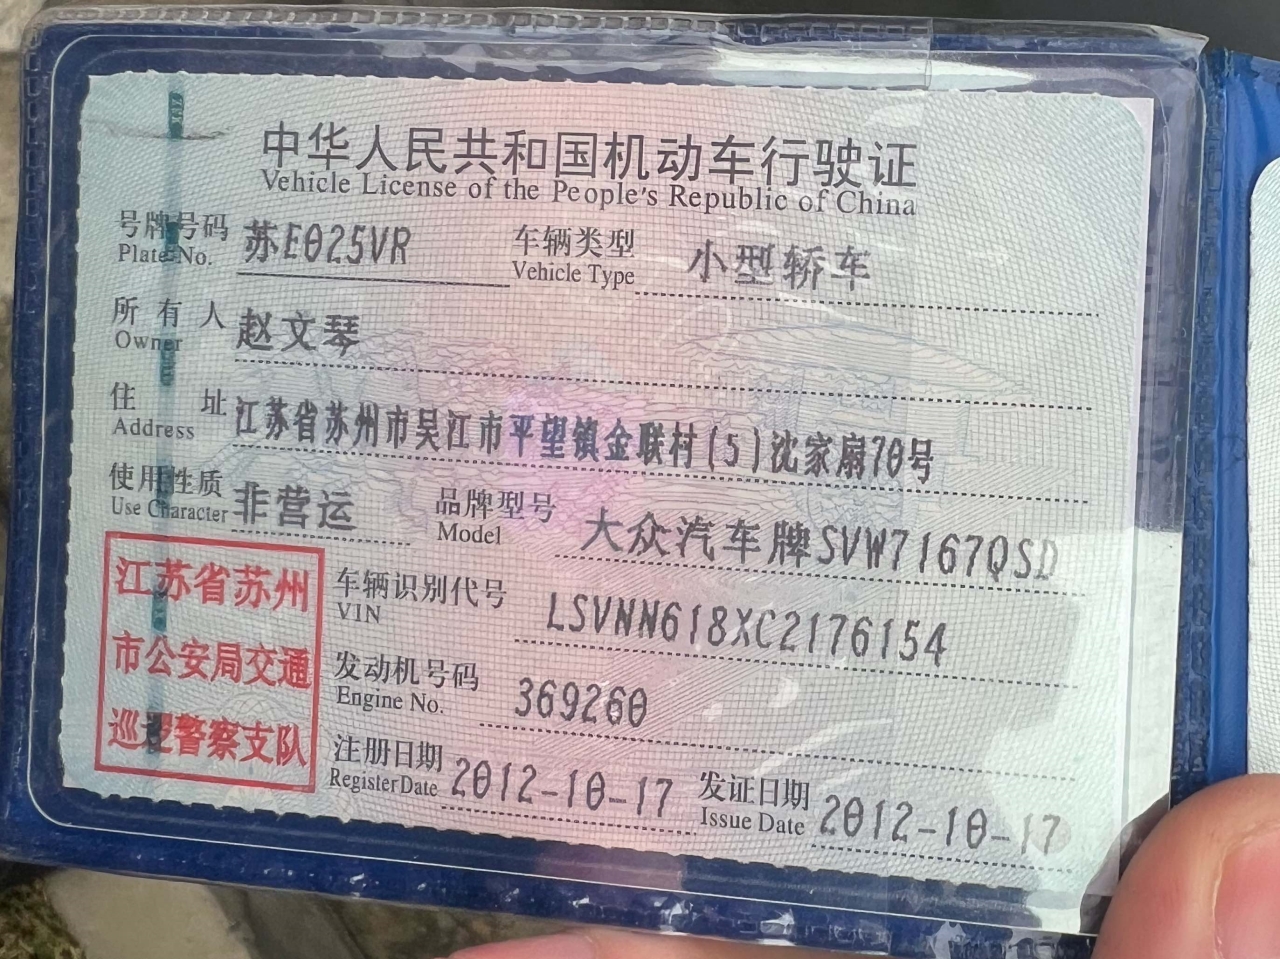 中华人民共和国机动车行驶证
Vehicle License of the People's Republic of China
号牌号码 苏E025VR 车辆类型 小型轿车
Plate No. Vehicle Type
所有人 赵文琴
Owner
住址 江苏省苏州市吴江市平望镇金联村(5)沈家扇70号
Address
使用性质 非营运 品牌型号 大众汽车牌SVW7167QSD
Use Character Model
江苏省苏州
市公安局交通
巡逻警察支队
车辆识别代号 LSVNN618XC2176154
VIN
发动机号码 369260
Engine No.
注册日期 2012-10-17 发证日期 2012-10-17
Register Date Issue Date